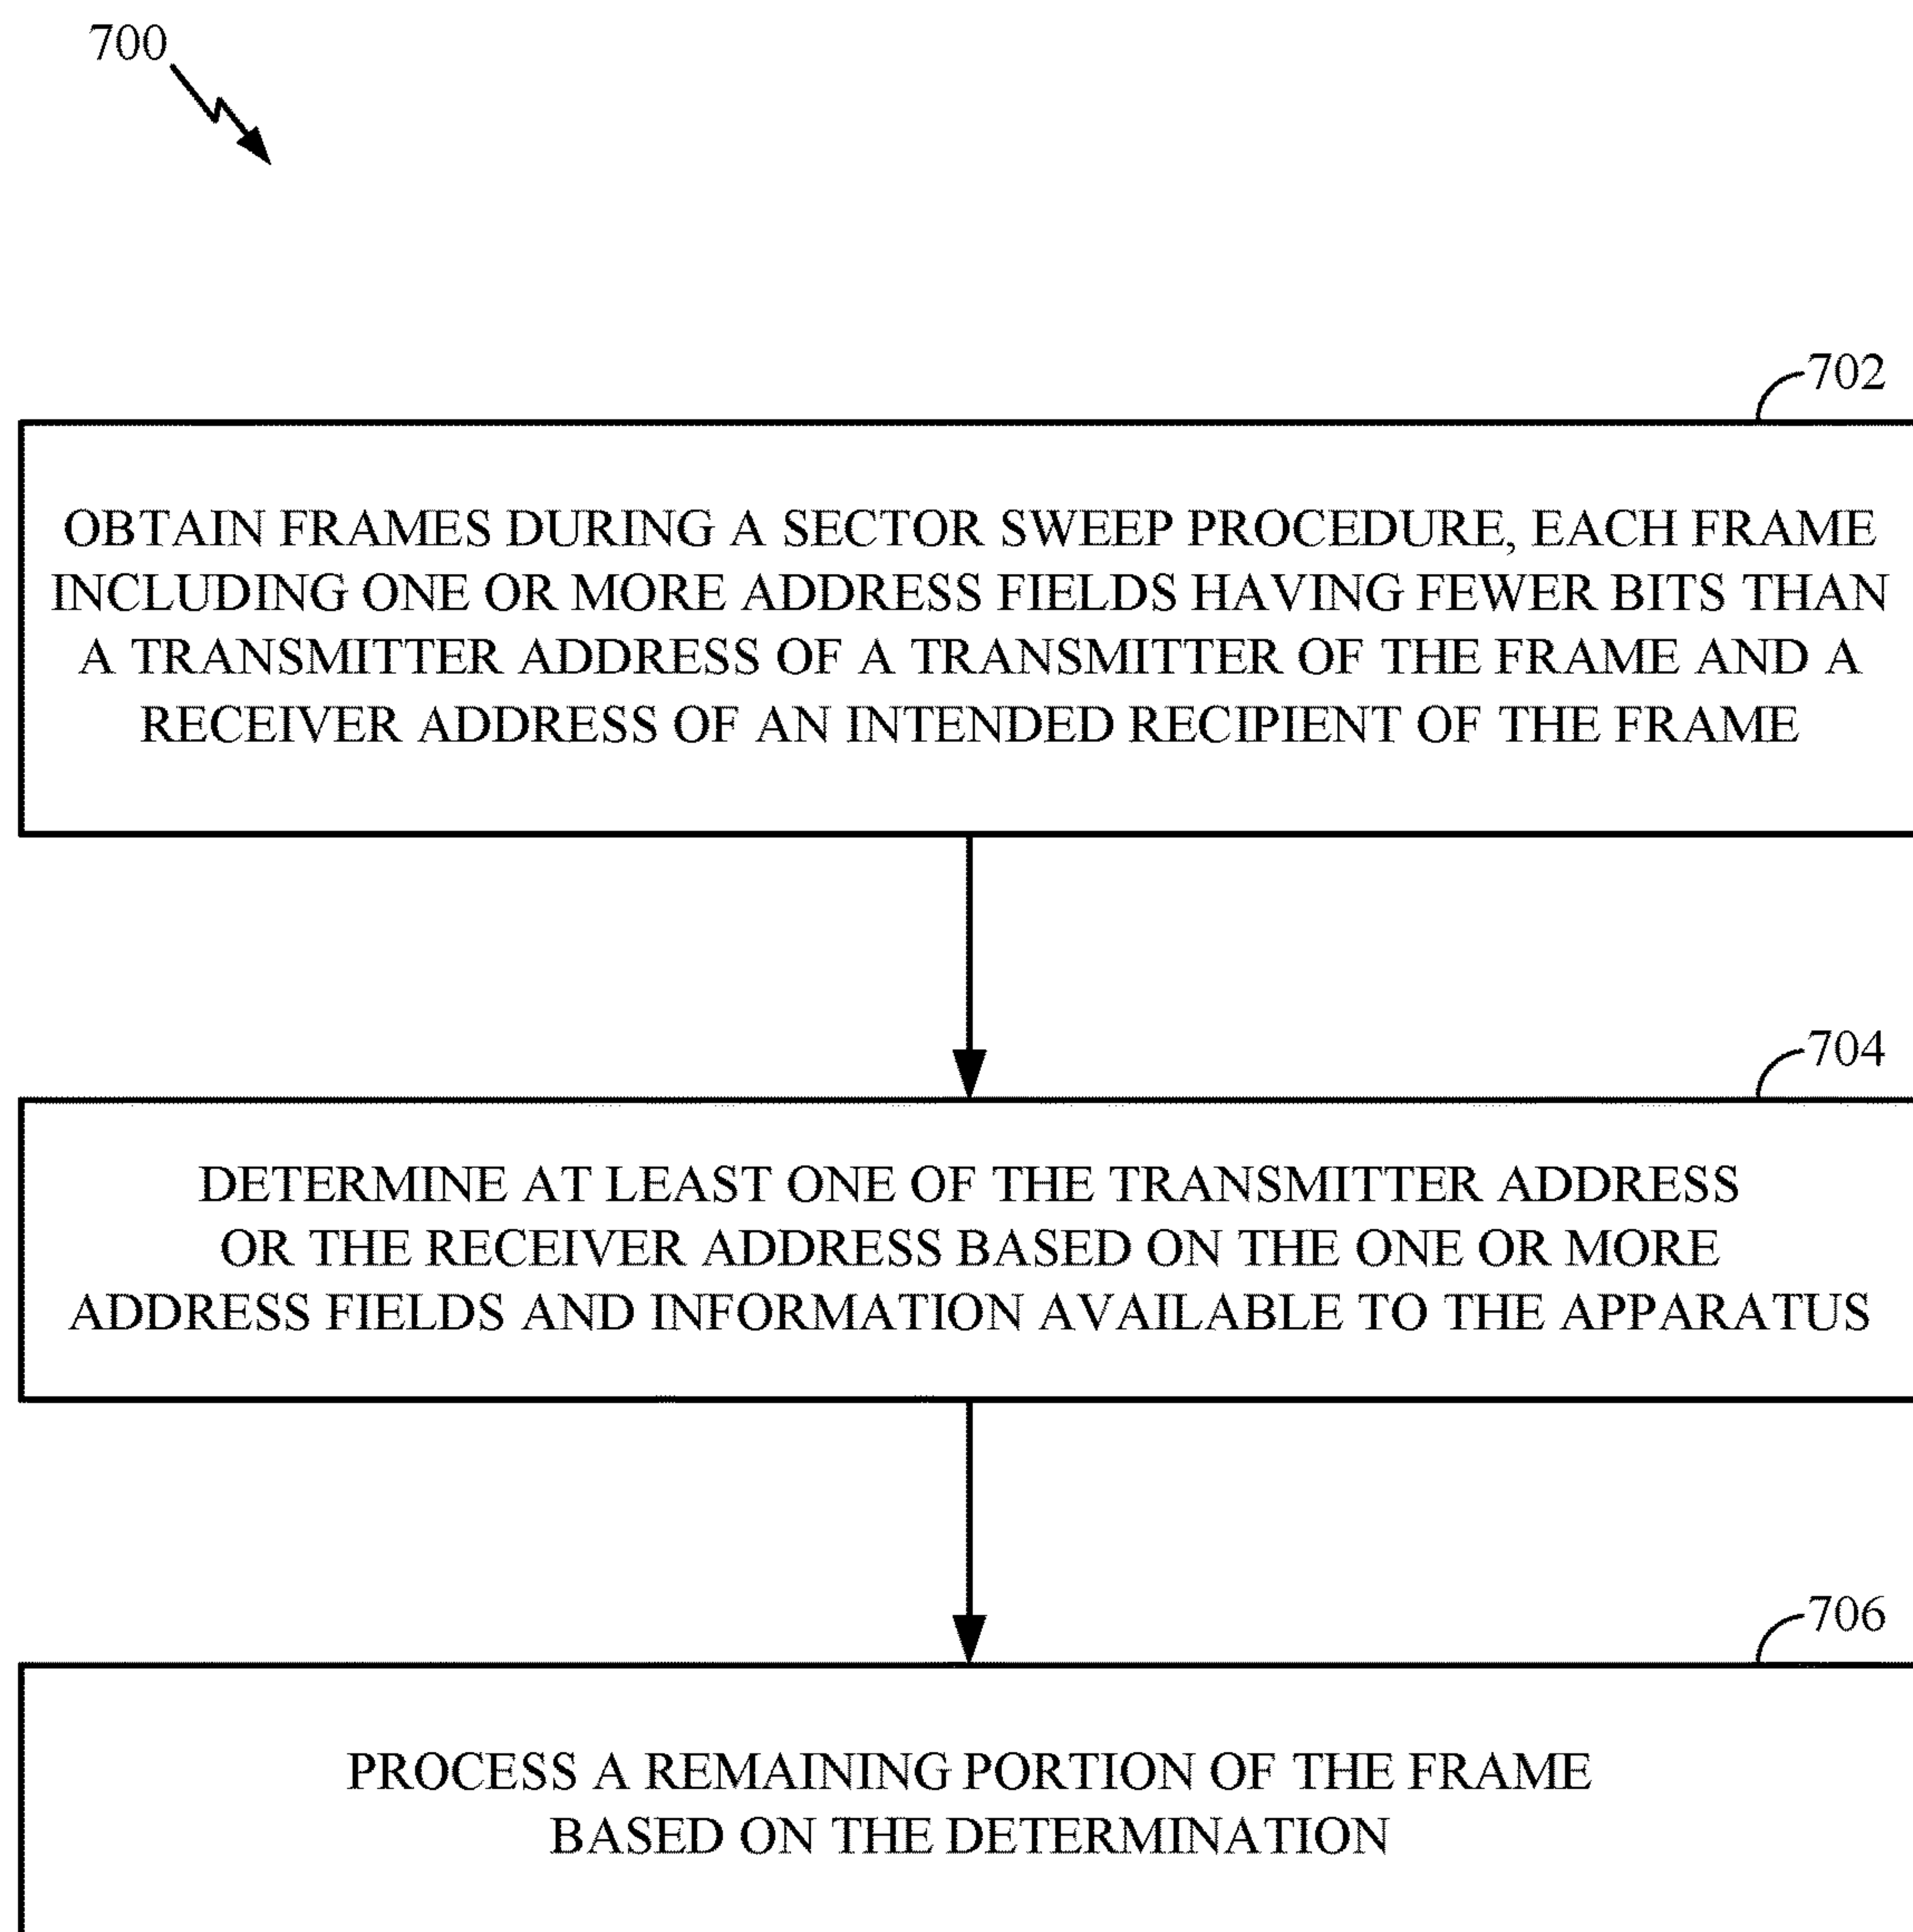 700
702
OBTAIN FRAMES DURING A SECTOR SWEEP PROCEDURE, EACH FRAME
INCLUDING ONE OR MORE ADDRESS FIELDS HAVING FEWER BITS THAN
A TRANSMITTER ADDRESS OF A TRANSMITTER OF THE FRAME AND A
RECEIVER ADDRESS OF AN INTENDED RECIPIENT OF THE FRAME
704
DETERMINE AT LEAST ONE OF THE TRANSMITTER ADDRESS
OR THE RECEIVER ADDRESS BASED ON THE ONE OR MORE
ADDRESS FIELDS AND INFORMATION AVAILABLE TO THE APPARATUS
706
PROCESS A REMAINING PORTION OF THE FRAME
BASED ON THE DETERMINATION